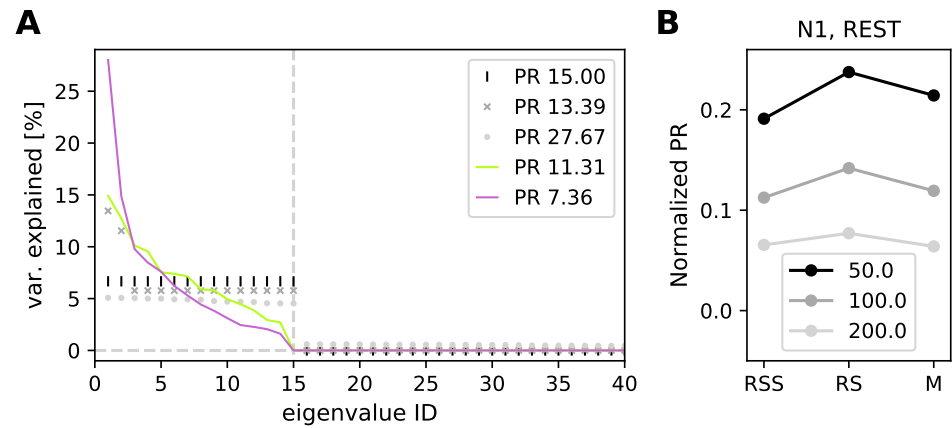 A
var. explained [%]
25
20
15
10
5
0
PR 15.00
PR 13.39
PR 27.67
PR 11.31
PR 7.36
0 5 10 15 20 25 30 35 40
eigenvalue ID
B
N1, REST
Normalized PR
0.2
0.1
0.0
50.0
100.0
200.0
RSS RS M